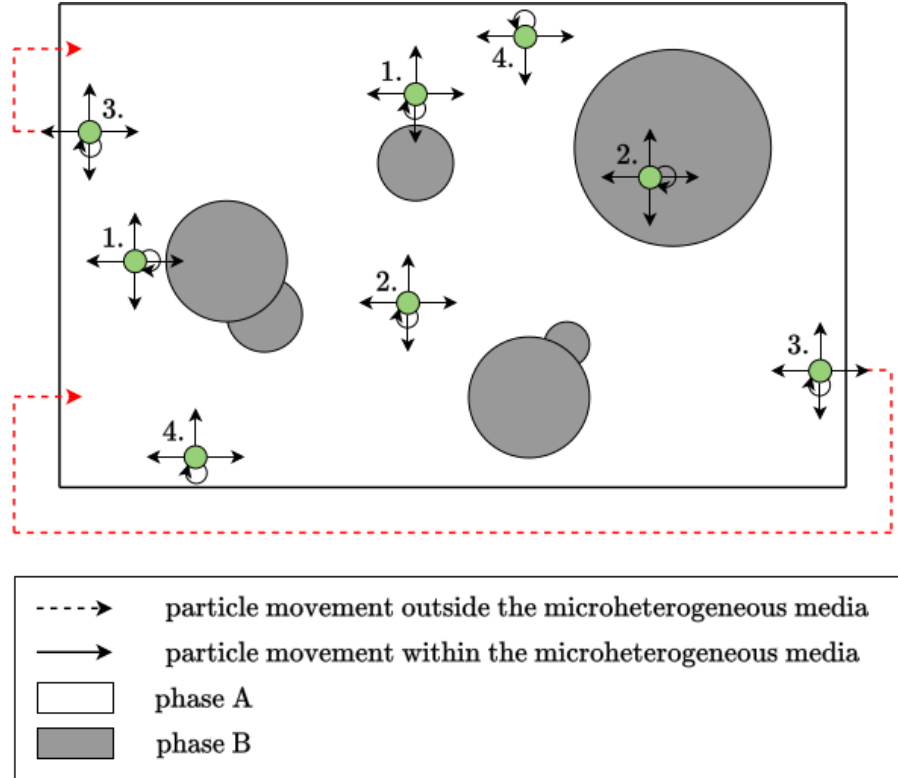 4.
1.
3.
2.
1.
2.
3.
4.
particle movement outside the microheterogeneous media
particle movement within the microheterogeneous media
phase A
phase B